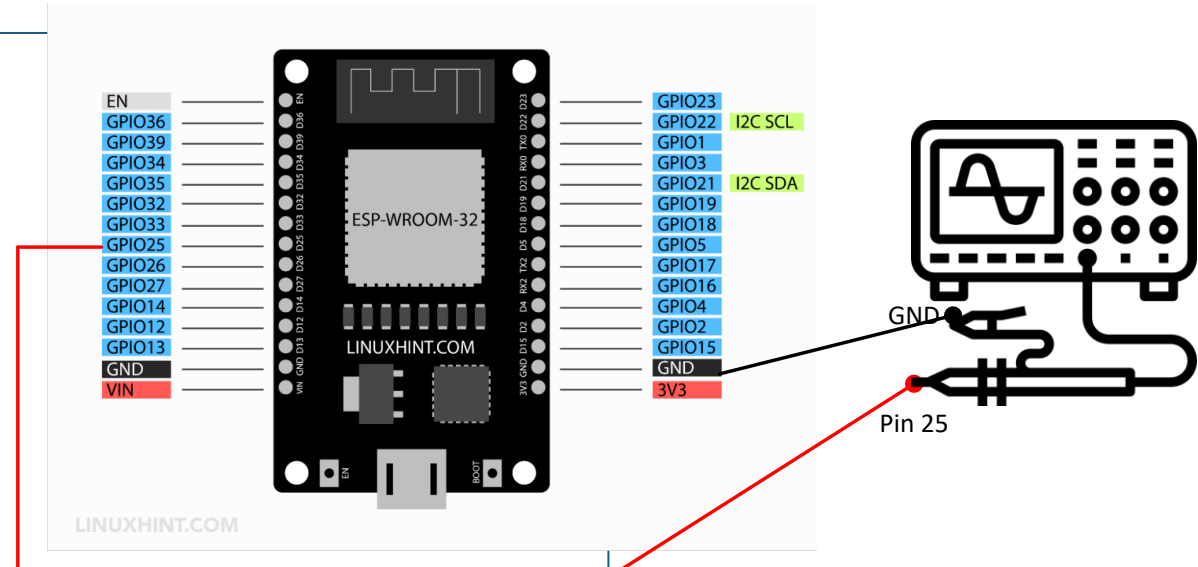 EN
GPIO36
GPIO39
GPIO34
GPIO35
GPIO32
GPIO33
GPIO25
GPIO26
GPIO27
GPIO14
GPIO12
GPIO13
GND
VIN
EN
D36
D39
D34
D35
D32
D33
D25
D26
D27
D14
D12
D13
GND
VIN
ESP-WROOM-32
LINUXHINT.COM
EN
BOOT
D23
D22
TX0
RX0
D21
D19
D18
D5
TX2
RX2
D4
D2
D15
GND
3V3
GPIO23
GPIO22 I2C SCL
GPIO1
GPIO3
GPIO21 I2C SDA
GPIO19
GPIO18
GPIO5
GPIO17
GPIO16
GPIO4
GPIO2
GPIO15
GND
3V3
GND
Pin 25
LINUXHINT.COM